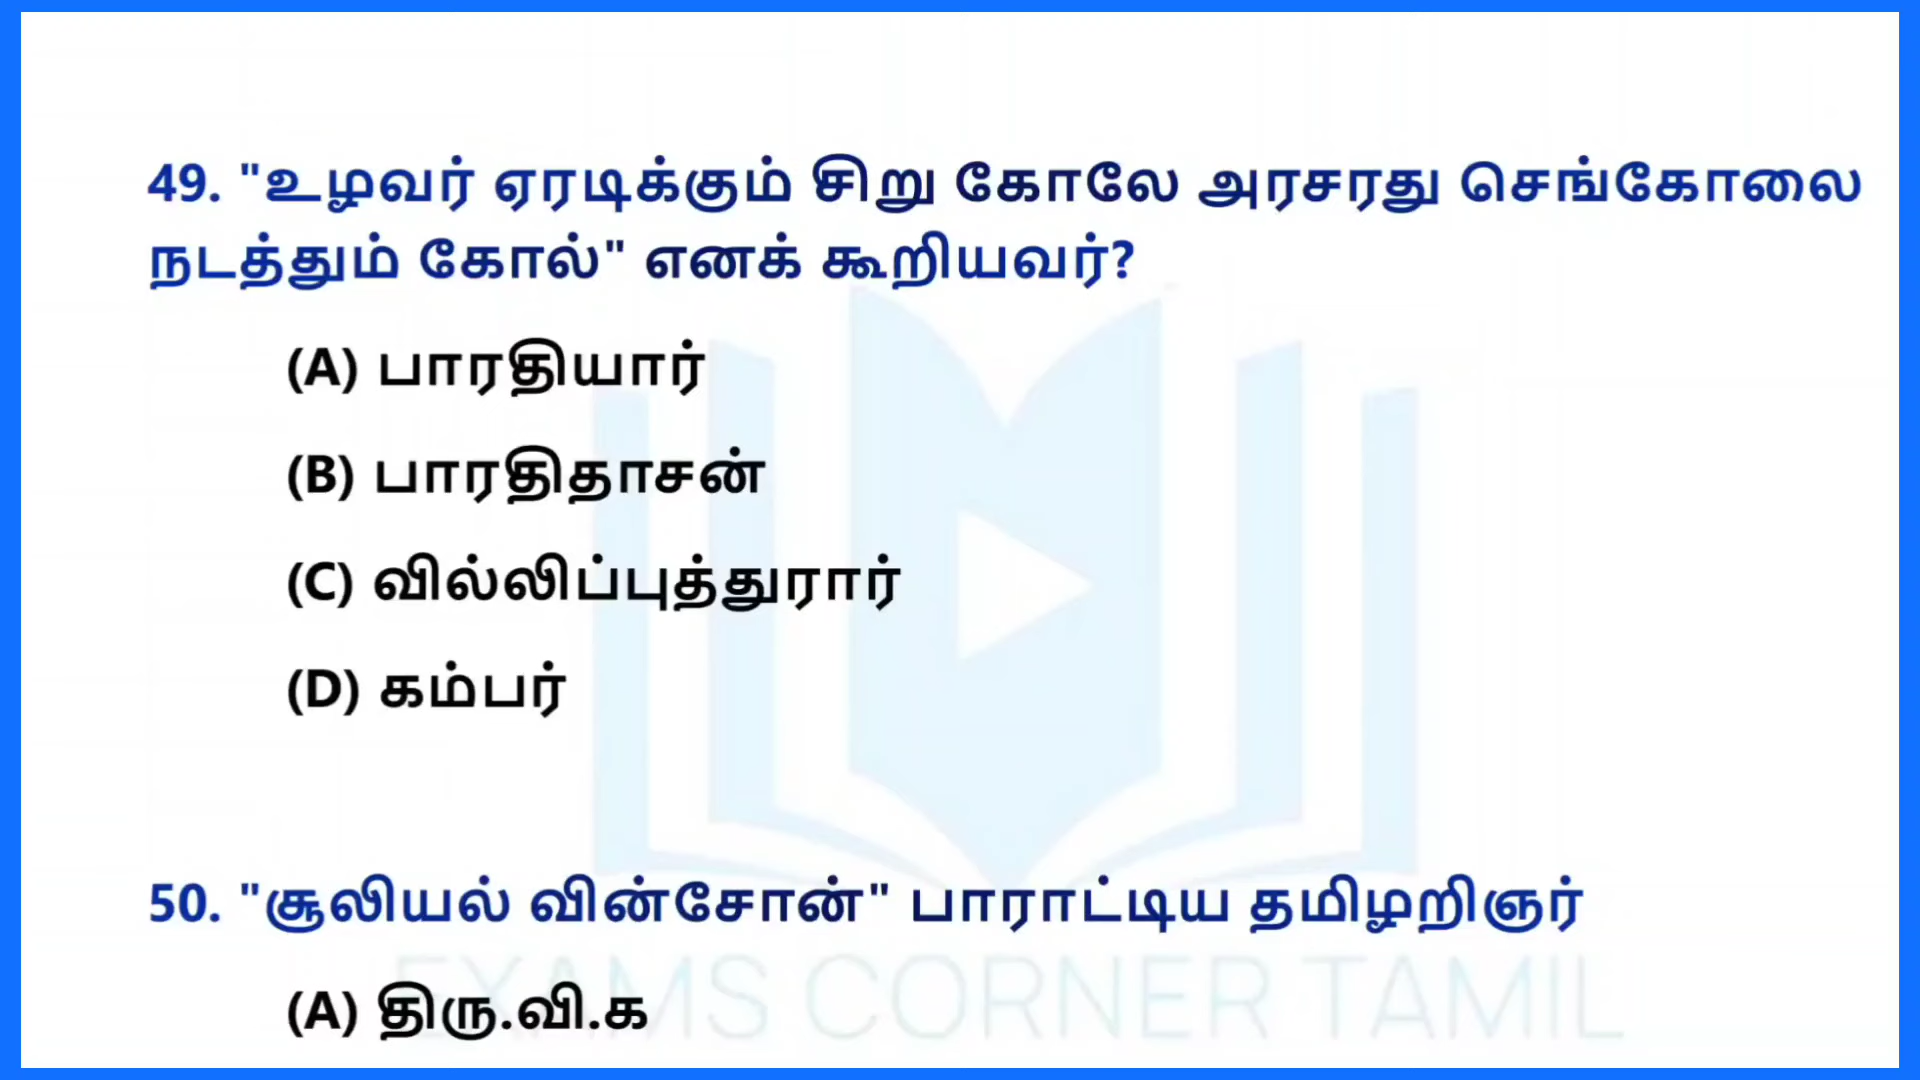 49. "உழவர் ஏரடிக்கும் சிறு கோலே அரசரது செங்கோலை
நடத்தும் கோல்" எனக் கூறியவர்?
(A) பாரதியார்
(B) பாரதிதாசன்
(C) வில்லிப்புத்துரார்
(D) கம்பர்
50. "சூலியல் வின்சோன்" பாராட்டிய தமிழறிஞர்
(A) திரு.வி.க
EXAMS CORNER TAMIL